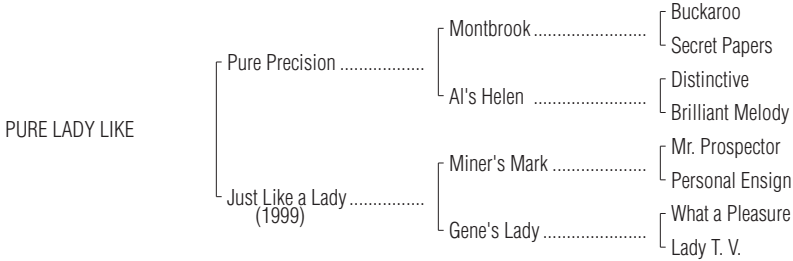 Buckaroo
Montbrook ........................
Secret Papers
Pure Precision ..................
Distinctive
Al's Helen ........................
Brilliant Melody
PURE LADY LIKE
Mr. Prospector
Miner's Mark ....................
Personal Ensign
Just Like a Lady ................
(1999)
What a Pleasure
Gene's Lady ......................
Lady T. V.